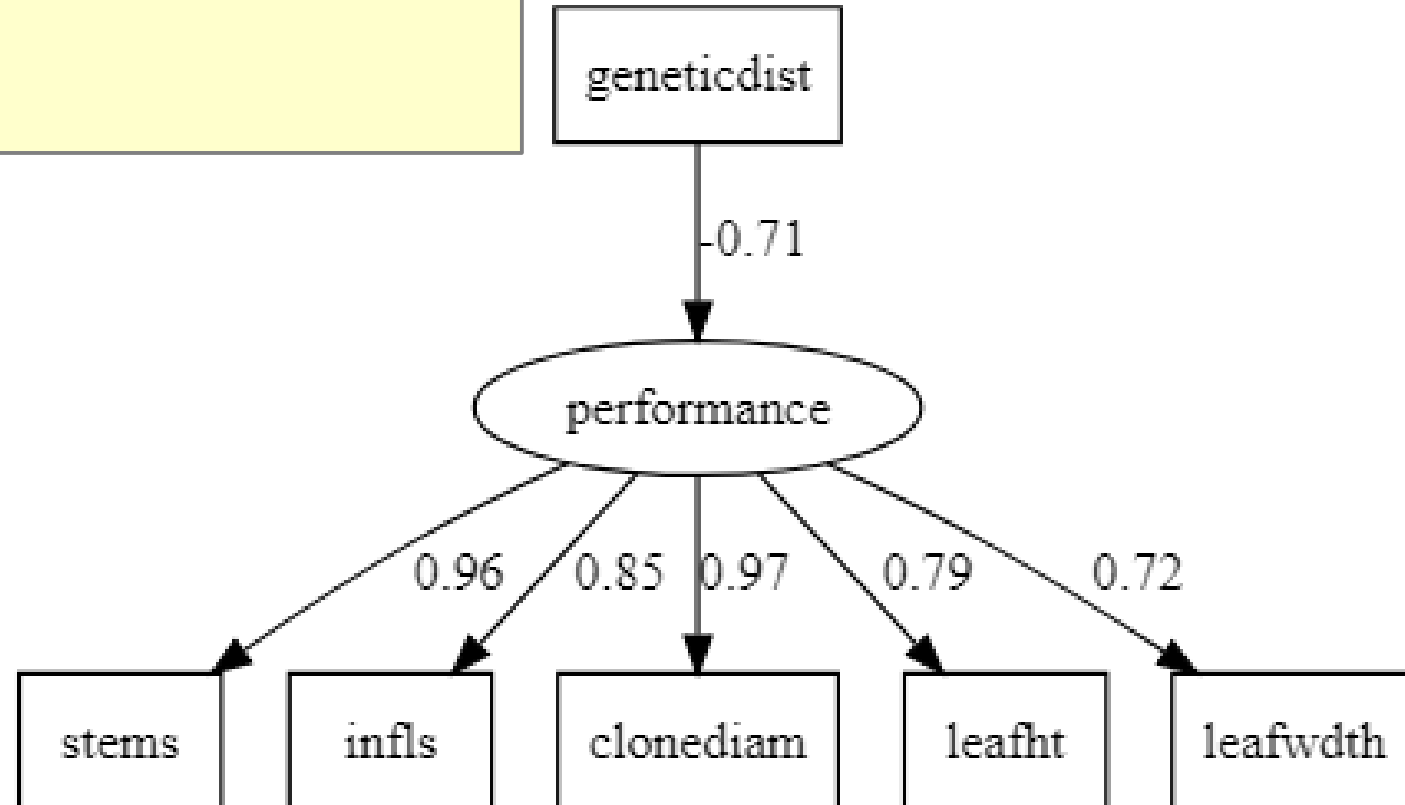 geneticdist
-0.71
performance
0.96 0.85 0.97 0.79 0.72
stems infls clonediam leafht leafwdth